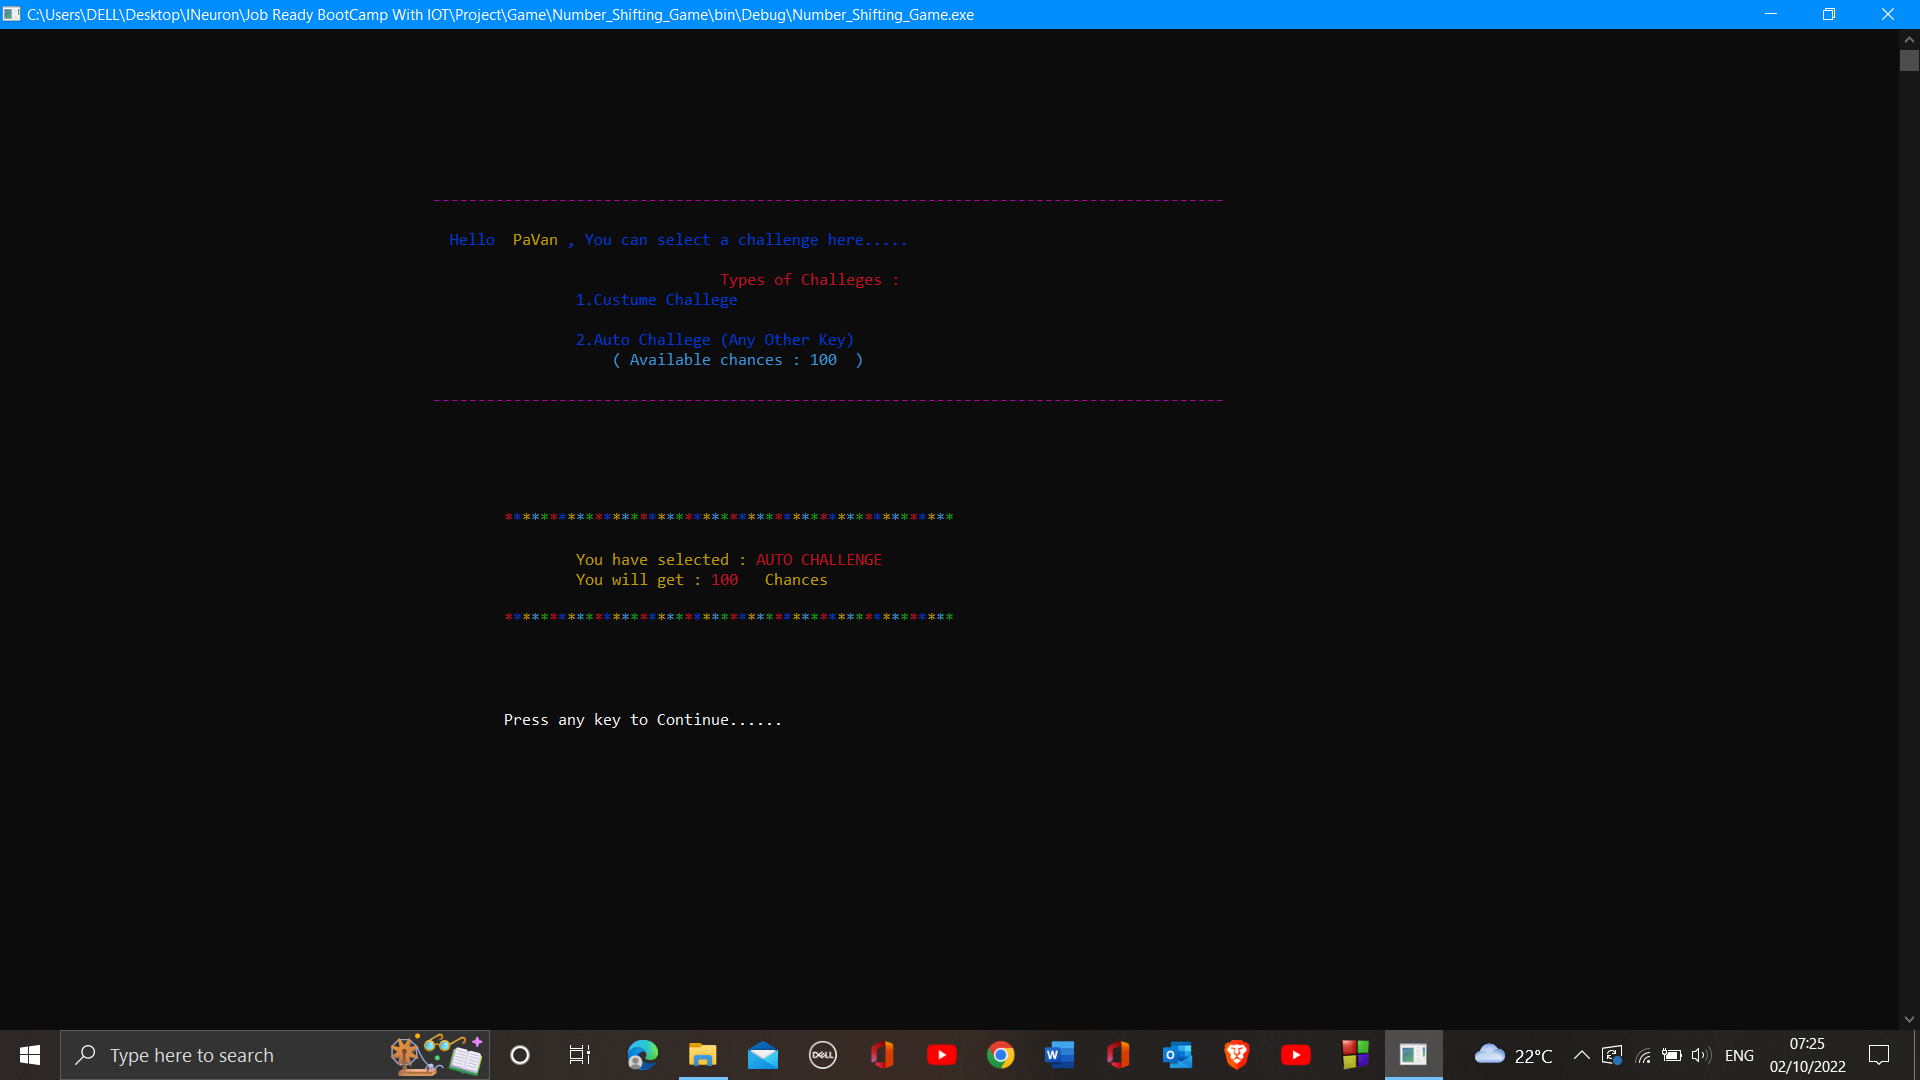 C:\Users\DELL\Desktop\INeuron\Job Ready BootCamp With IOT\Project\Game\Number_Shifting_Game\bin\Debug\Number_Shifting_Game.exe
--------------------------------------------------------------------------------
Hello PaVan , You can select a challenge here.....
Types of Challeges :
1.Custume Challege
2.Auto Challege (Any Other Key)
( Available chances : 100 )
--------------------------------------------------------------------------------
**************************************************
You have selected : AUTO CHALLENGE
You will get : 100 Chances
**************************************************
Press any key to Continue......
Type here to search
DELL
W
22°C
ENG
07:25
02/10/2022